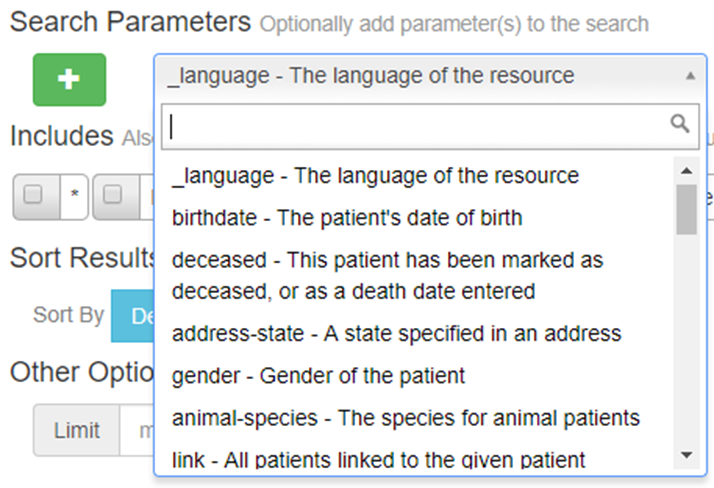 Search Parameters Optionally add parameter(s) to the search
_language - The language of the resource
Includes Als
*
_language - The language of the resource
birthdate - The patient's date of birth
deceased - This patient has been marked as
deceased, or as a death date entered
Sort Results
address-state - A state specified in an address
Sort By De
gender - Gender of the patient
Other Optio
animal-species - The species for animal patients
Limit m
link - All patients linked to the given patient